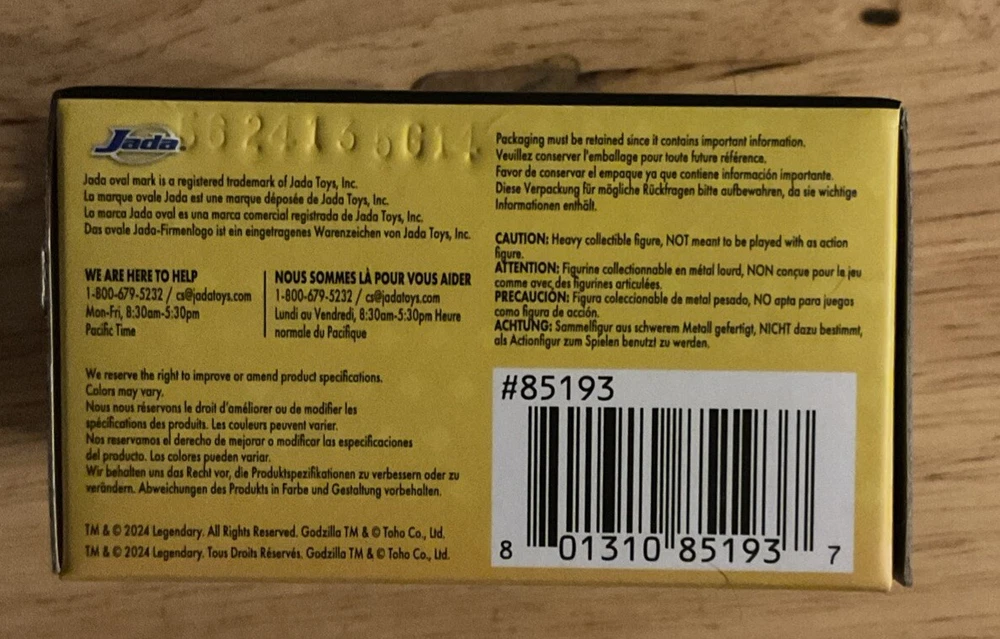 Jada
Jada oval mark is a registered trademark of Jada Toys, Inc.
La marque ovale Jada est une marque déposée de Jada Toys, Inc.
La marca Jada oval es una marca comercial registrada de Jada Toys, Inc.
Das ovale Jada-Firmenlogo ist ein eingetragenes Warenzeichen von Jada Toys, Inc.
WE ARE HERE TO HELP
1-800-679-5232 / cs@jadatoys.com
Mon-Fri, 8:30am-5:30pm
Pacific Time
NOUS SOMMES LÀ POUR VOUS AIDER
1-800-679-5232 / cs@jadatoys.com
Lundi au Vendredi, 8:30am-5:30pm Heure
normale du Pacifique
We reserve the right to improve or amend product specifications.
Colors may vary.
Nous nous réservons le droit d'améliorer ou de modifier les
spécifications des produits. Les couleurs peuvent varier.
Nos reservamos el derecho de mejorar o modificar las especificaciones
del producto. Los colores pueden variar.
Wir behalten uns das Recht vor, die Produktspezifikationen zu verbessern oder zu
verändern. Abweichungen des Produkts in Farbe und Gestaltung vorbehalten.
TM & © 2024 Legendary. All Rights Reserved. Godzilla TM & © Toho Co., Ltd.
TM & © 2024 Legendary. Tous Droits Réservés. Godzilla TM & © Toho Co., Ltd.
Packaging must be retained since it contains important information.
Veuillez conserver l'emballage pour toute future référence.
Favor de conservar el empaque ya que contiene información importante.
Diese Verpackung für mögliche Rückfragen bitte aufbewahren, da sie wichtige
Informationen enthält.
CAUTION: Heavy collectible figure, NOT meant to be played with as action
figure.
ATTENTION: Figurine collectionnable en métal lourd, NON conçue pour le jeu
comme avec des figurines articulées.
PRECAUCIÓN: Figura coleccionable de metal pesado, NO apta para juegos
como figura de acción.
ACHTUNG: Sammelfigur aus schwerem Metall gefertigt, NICHT dazu bestimmt,
als Actionfigur zum Spielen benutzt zu werden.
#85193
8 01310 85193 7